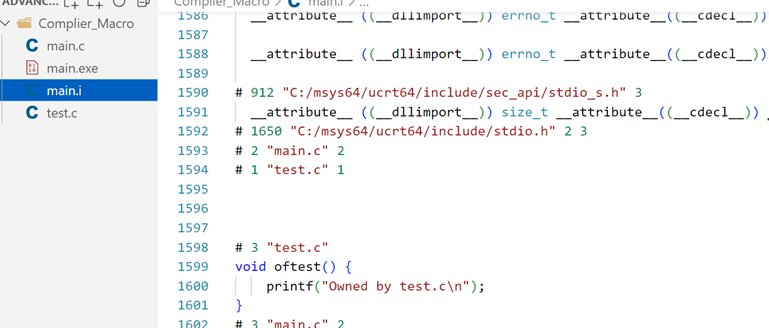 ADVANC...
Complier_Macro
main.c
main.exe
main.i
test.c
Complier_Macro > C main.i > ...
1586 __attribute__ ((__dllimport__)) errno_t __attribute__((__cdecl__))
1587
1588 __attribute__ ((__dllimport__)) errno_t __attribute__((__cdecl__))
1589
1590 # 912 "C:/msys64/ucrt64/include/sec_api/stdio_s.h" 3
1591 __attribute__ ((__dllimport__)) size_t __attribute__((__cdecl__))
1592 # 1650 "C:/msys64/ucrt64/include/stdio.h" 2 3
1593 # 2 "main.c" 2
1594 # 1 "test.c" 1
1595
1596
1597
1598 # 3 "test.c"
1599 void oftest() {
1600 printf("Owned by test.c\n");
1601 }
1602 # 3 "main.c" 2